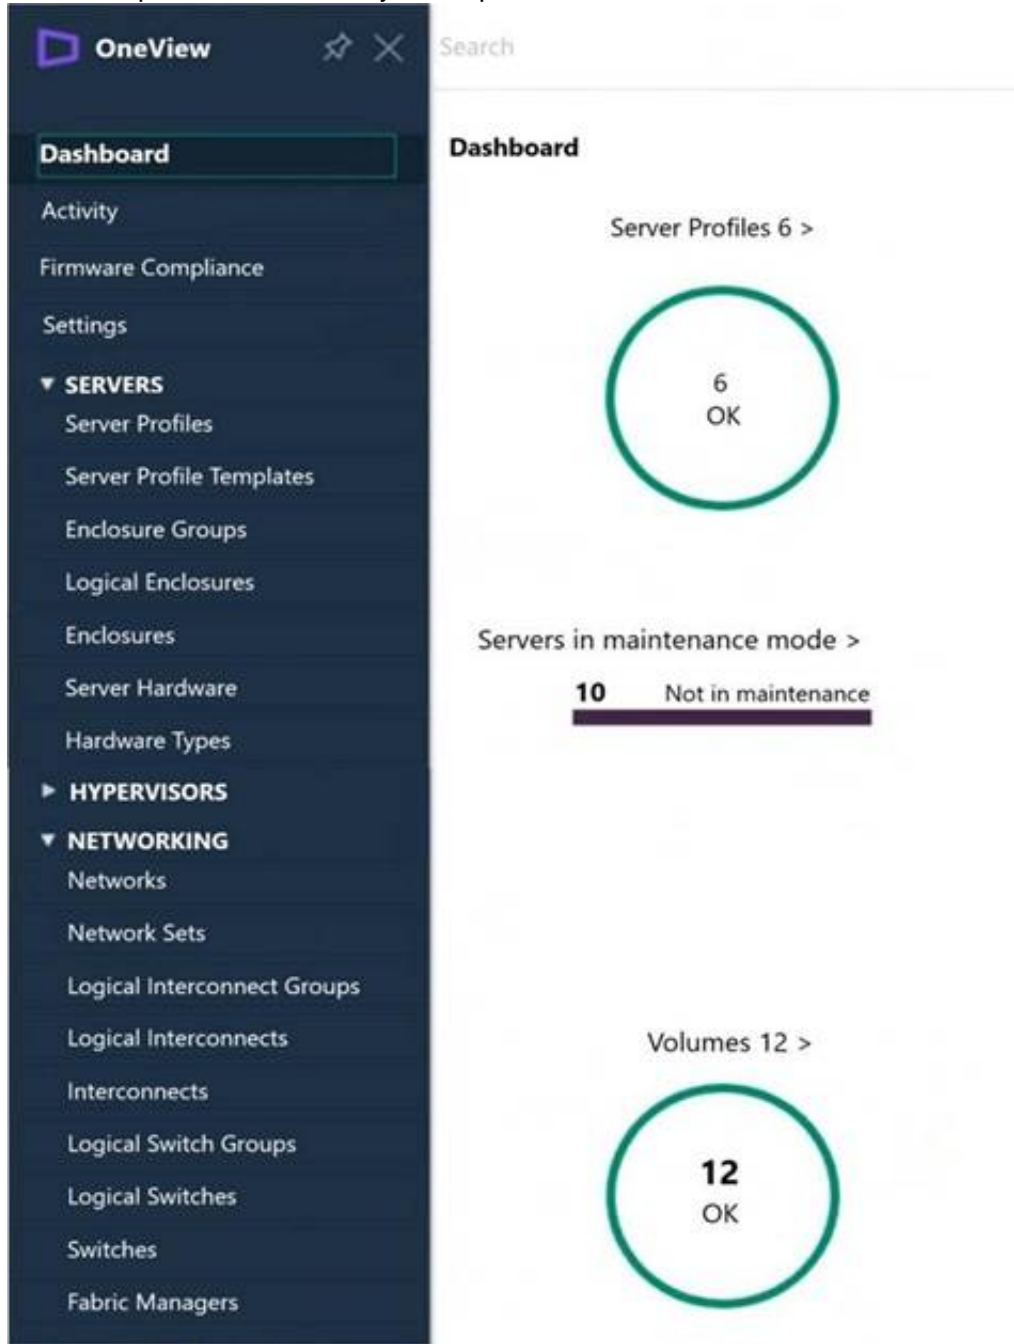 OneView
Dashboard
Activity
Firmware Compliance
Settings
SERVERS
Server Profiles
Server Profile Templates
Enclosure Groups
Logical Enclosures
Enclosures
Server Hardware
Hardware Types
HYPERVISORS
NETWORKING
Networks
Network Sets
Logical Interconnect Groups
Logical Interconnects
Interconnects
Logical Switch Groups
Logical Switches
Switches
Fabric Managers
Search
Dashboard
Server Profiles 6 >
6
OK
Servers in maintenance mode >
10 Not in maintenance
Volumes 12 >
12
OK